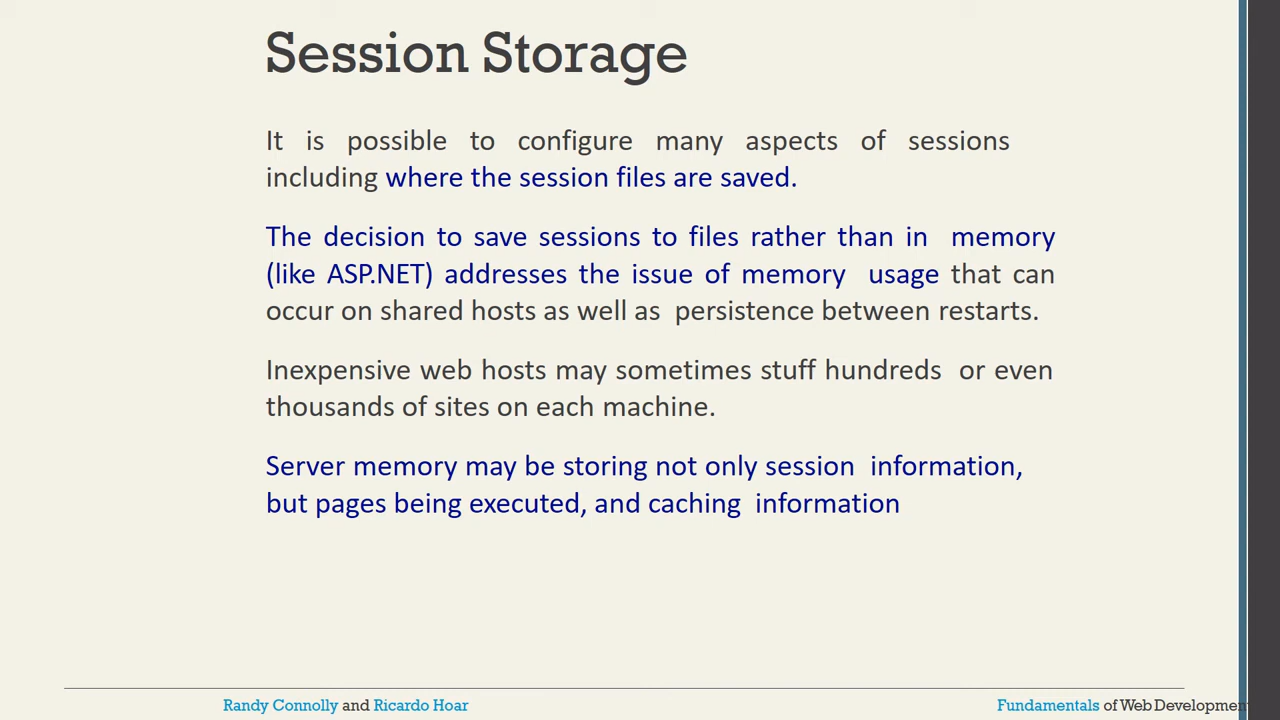 Session Storage
It is possible to configure many aspects of sessions
including where the session files are saved.
The decision to save sessions to files rather than in memory
(like ASP.NET) addresses the issue of memory usage that can
occur on shared hosts as well as persistence between restarts.
Inexpensive web hosts may sometimes stuff hundreds or even
thousands of sites on each machine.
Server memory may be storing not only session information,
but pages being executed, and caching information
Randy Connolly and Ricardo Hoar
Fundamentals of Web Development